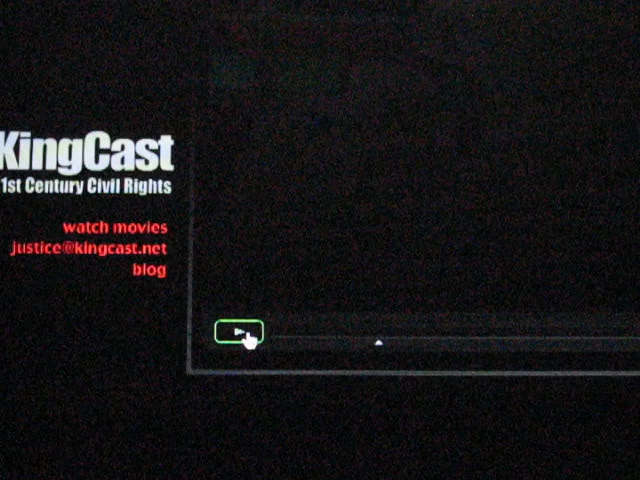 KingCast
1st Century Civil Rights
watch movies
justice@kingcast.net
blog